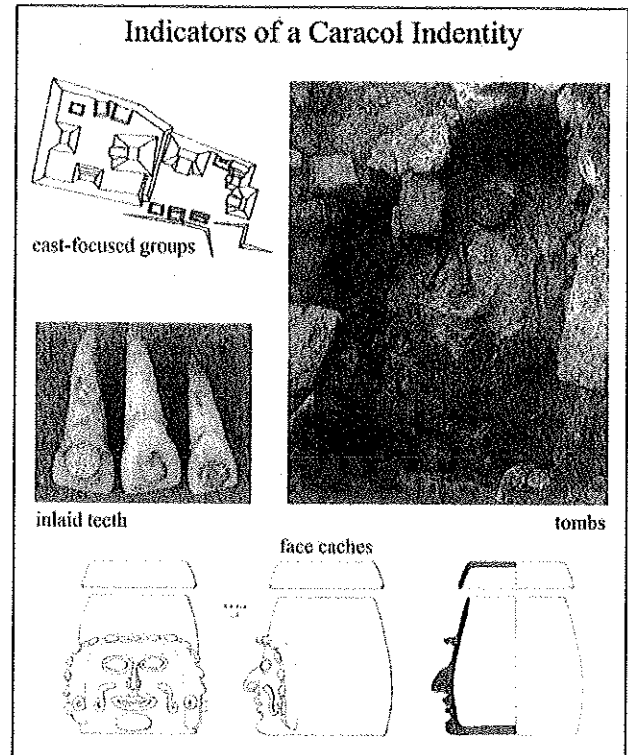 Indicators of a Caracol Indentity
east-focused groups
inlaid teeth
tombs
face caches